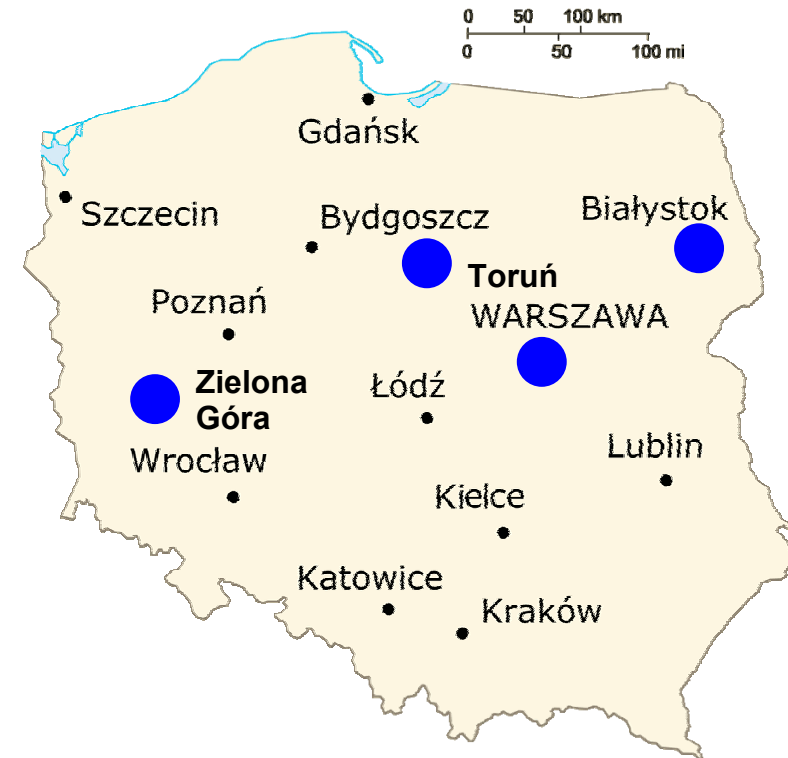 0 50 100 km
0 50 100 mi
Gdańsk
Szczecin
Bydgoszcz
Białystok
Toruń
Poznań
WARSZAWA
Zielona
Góra
Łódź
Wrocław
Lublin
Kielce
Katowice
Kraków